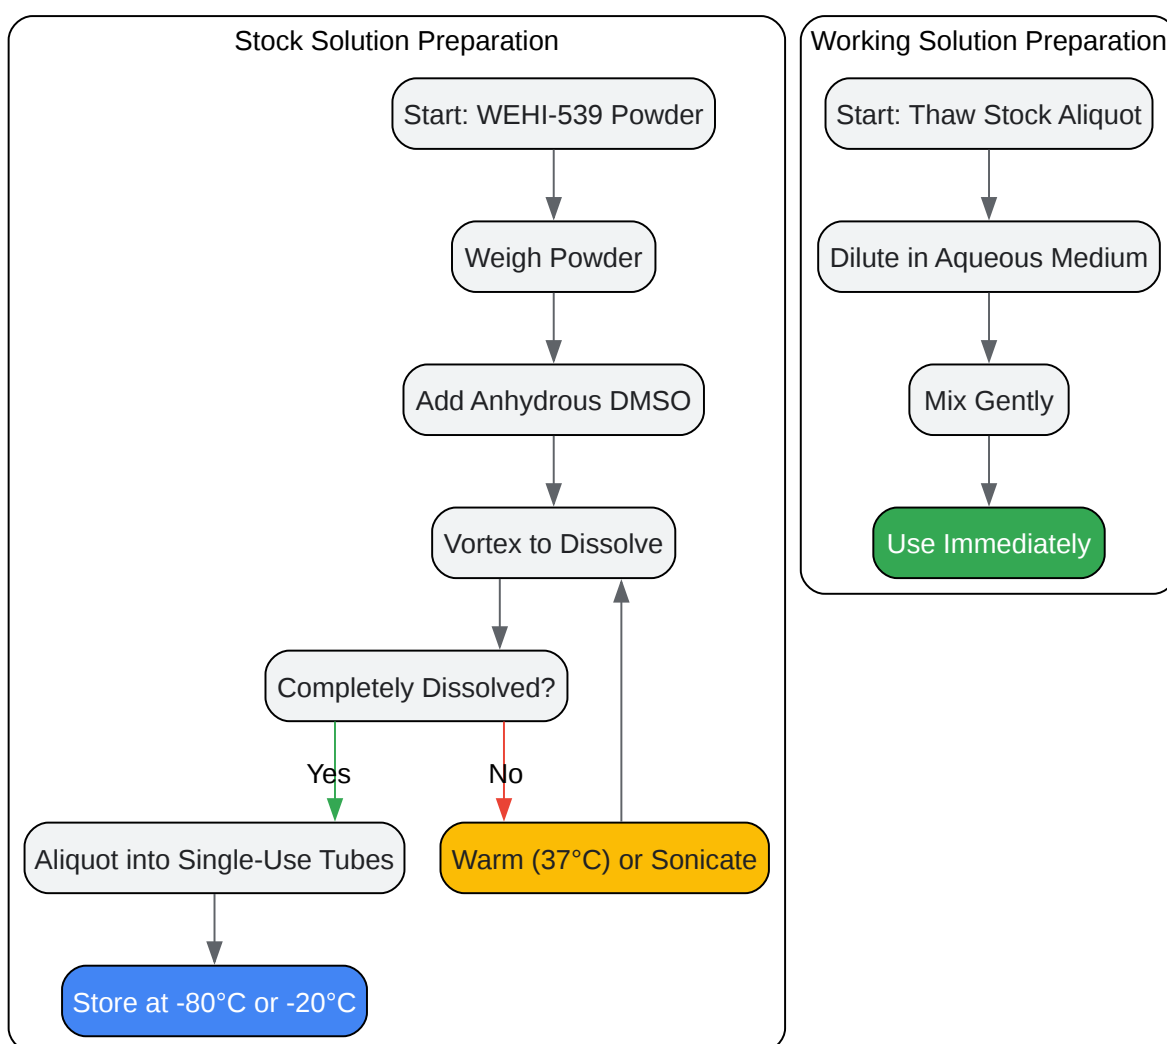 Stock Solution Preparation
Start: WEHI-539 Powder
Weigh Powder
Add Anhydrous DMSO
Vortex to Dissolve
Completely Dissolved?
Yes
No
Aliquot into Single-Use Tubes
Warm (37°C) or Sonicate
Store at -80°C or -20°C
Working Solution Preparation
Start: Thaw Stock Aliquot
Dilute in Aqueous Medium
Mix Gently
Use Immediately